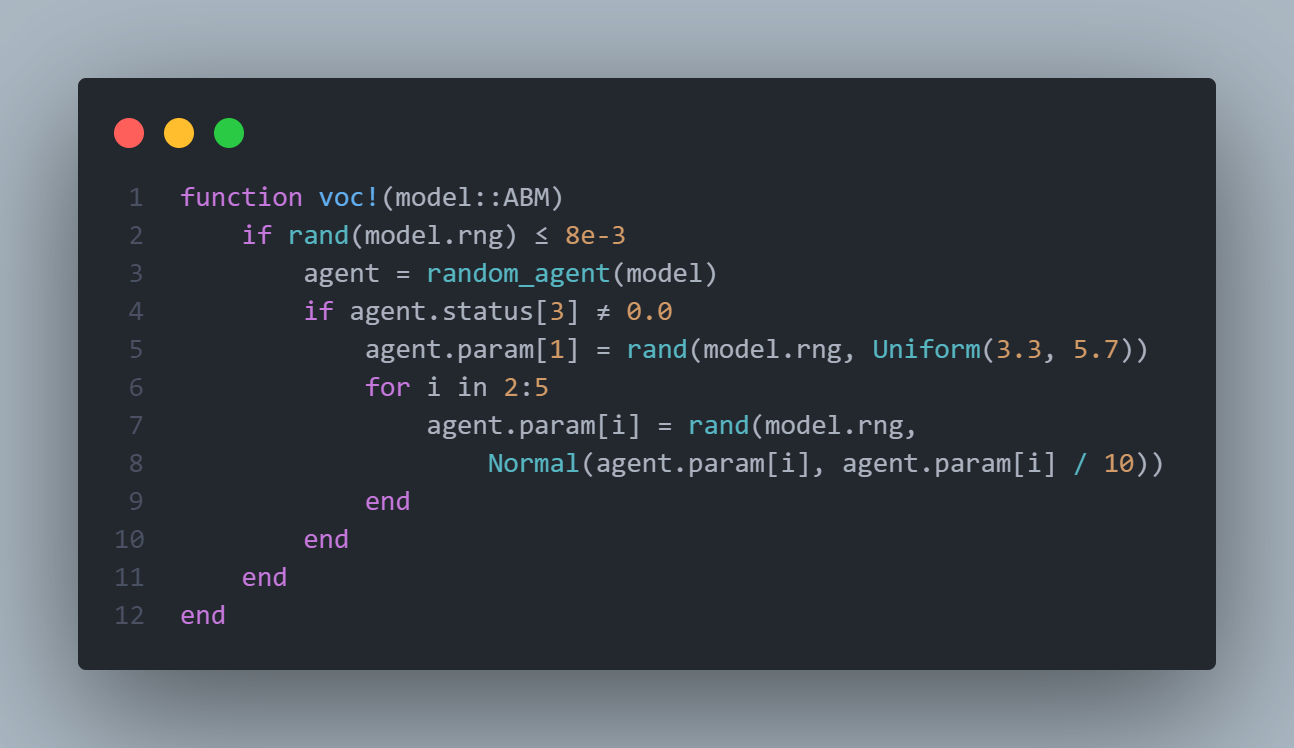 1 function voc!(model::ABM)
2     if rand(model.rng) ≤ 8e-3
3         agent = random_agent(model)
4         if agent.status[3] ≠ 0.0
5             agent.param[1] = rand(model.rng, Uniform(3.3, 5.7))
6             for i in 2:5
7                 agent.param[i] = rand(model.rng,
8                     Normal(agent.param[i], agent.param[i] / 10))
9             end
10         end
11     end
12 end